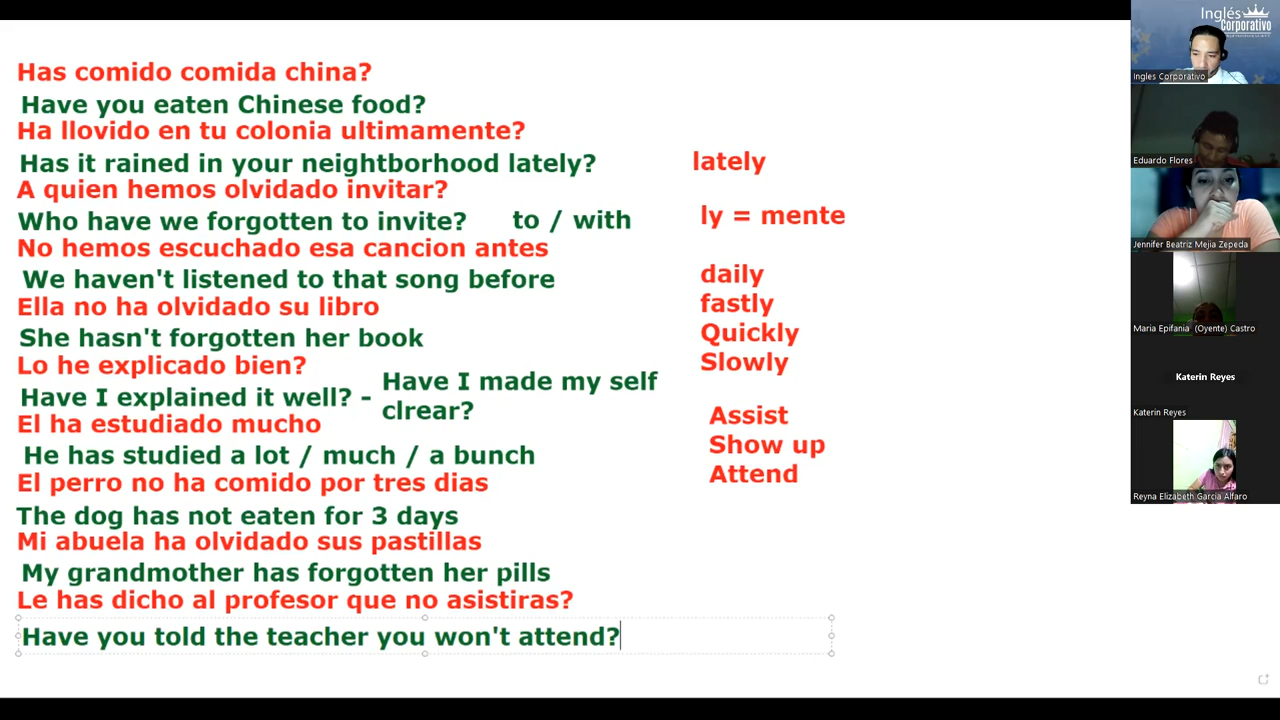 Has comido comida china?
Have you eaten Chinese food?
Ha llovido en tu colonia ultimamente?
Has it rained in your neightborhood lately?
lately
A quien hemos olvidado invitar?
Who have we forgotten to invite?
to / with
ly = mente
No hemos escuchado esa cancion antes
We haven't listened to that song before
daily
Ella no ha olvidado su libro
fastly
She hasn't forgotten her book
Quickly
Lo he explicado bien?
Slowly
Have I explained it well? -
Have I made my self
clrear?
El ha estudiado mucho
Assist
He has studied a lot / much / a bunch
Show up
El perro no ha comido por tres dias
Attend
The dog has not eaten for 3 days
Mi abuela ha olvidado sus pastillas
My grandmother has forgotten her pills
Le has dicho al profesor que no asistiras?
Have you told the teacher you won't attend?
Inglés
Corporativo
Ingles Corporativo
Eduardo Flores
Jennifer Beatriz Mejia Zepeda
Maria Epifania (Oyente) Castro
Katerin Reyes
Katerin Reyes
Reyna Elizabeth Garcia Alfaro